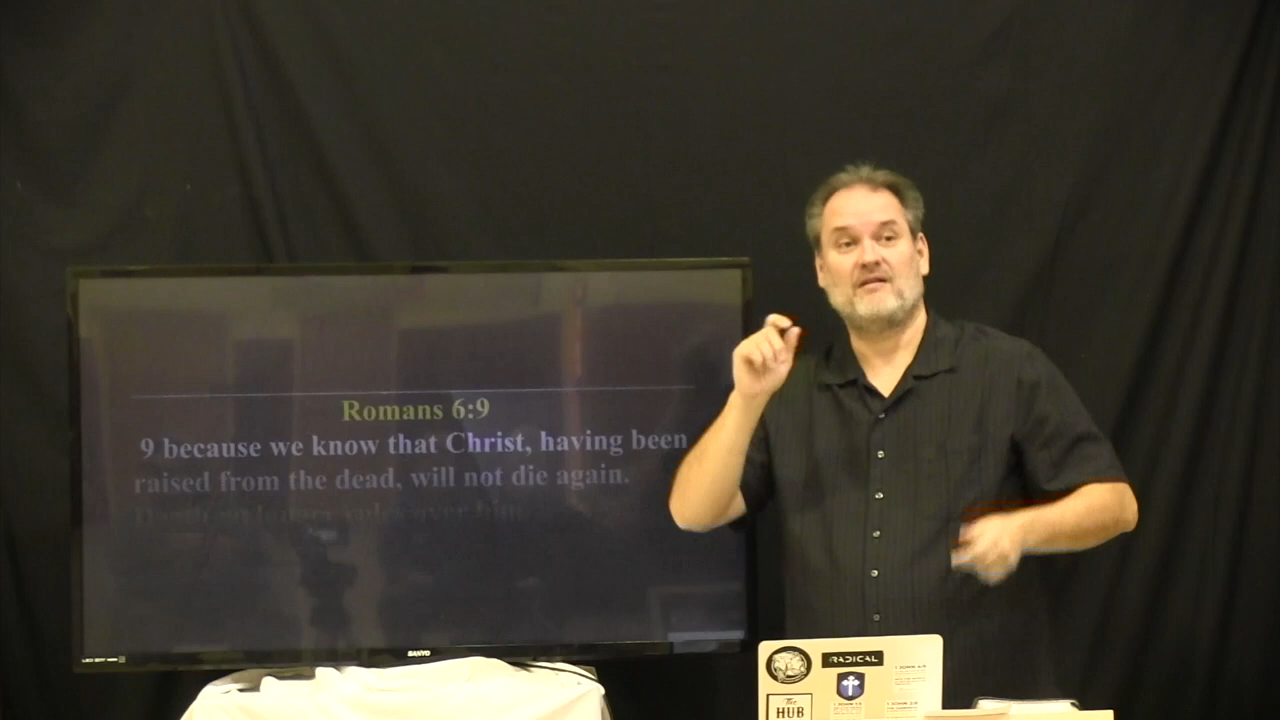 Romans 6:9
9 because we know that Christ, having been
raised from the dead, will not die again.
SANYO
RADICAL
The
HUB